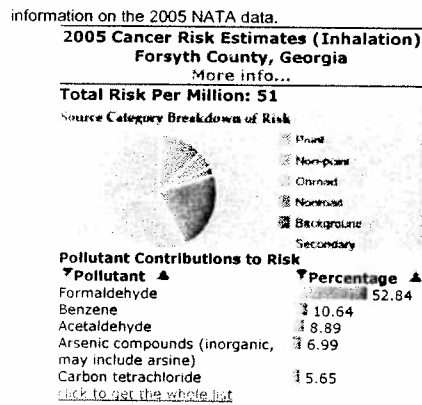 information on the 2005 NATA data.
2005 Cancer Risk Estimates (Inhalation)
Forsyth County, Georgia
More info...
Total Risk Per Million: 51
Source Category Breakdown of Risk
Point
Non-point
Onroad
Nonroad
Background
Secondary
Pollutant Contributions to Risk
▼Pollutant ▲ ▼Percentage ▲
Formaldehyde 52.84
Benzene 10.64
Acetaldehyde 8.89
Arsenic compounds (inorganic, 6.99
may include arsine)
Carbon tetrachloride 5.65
click to get the whole list